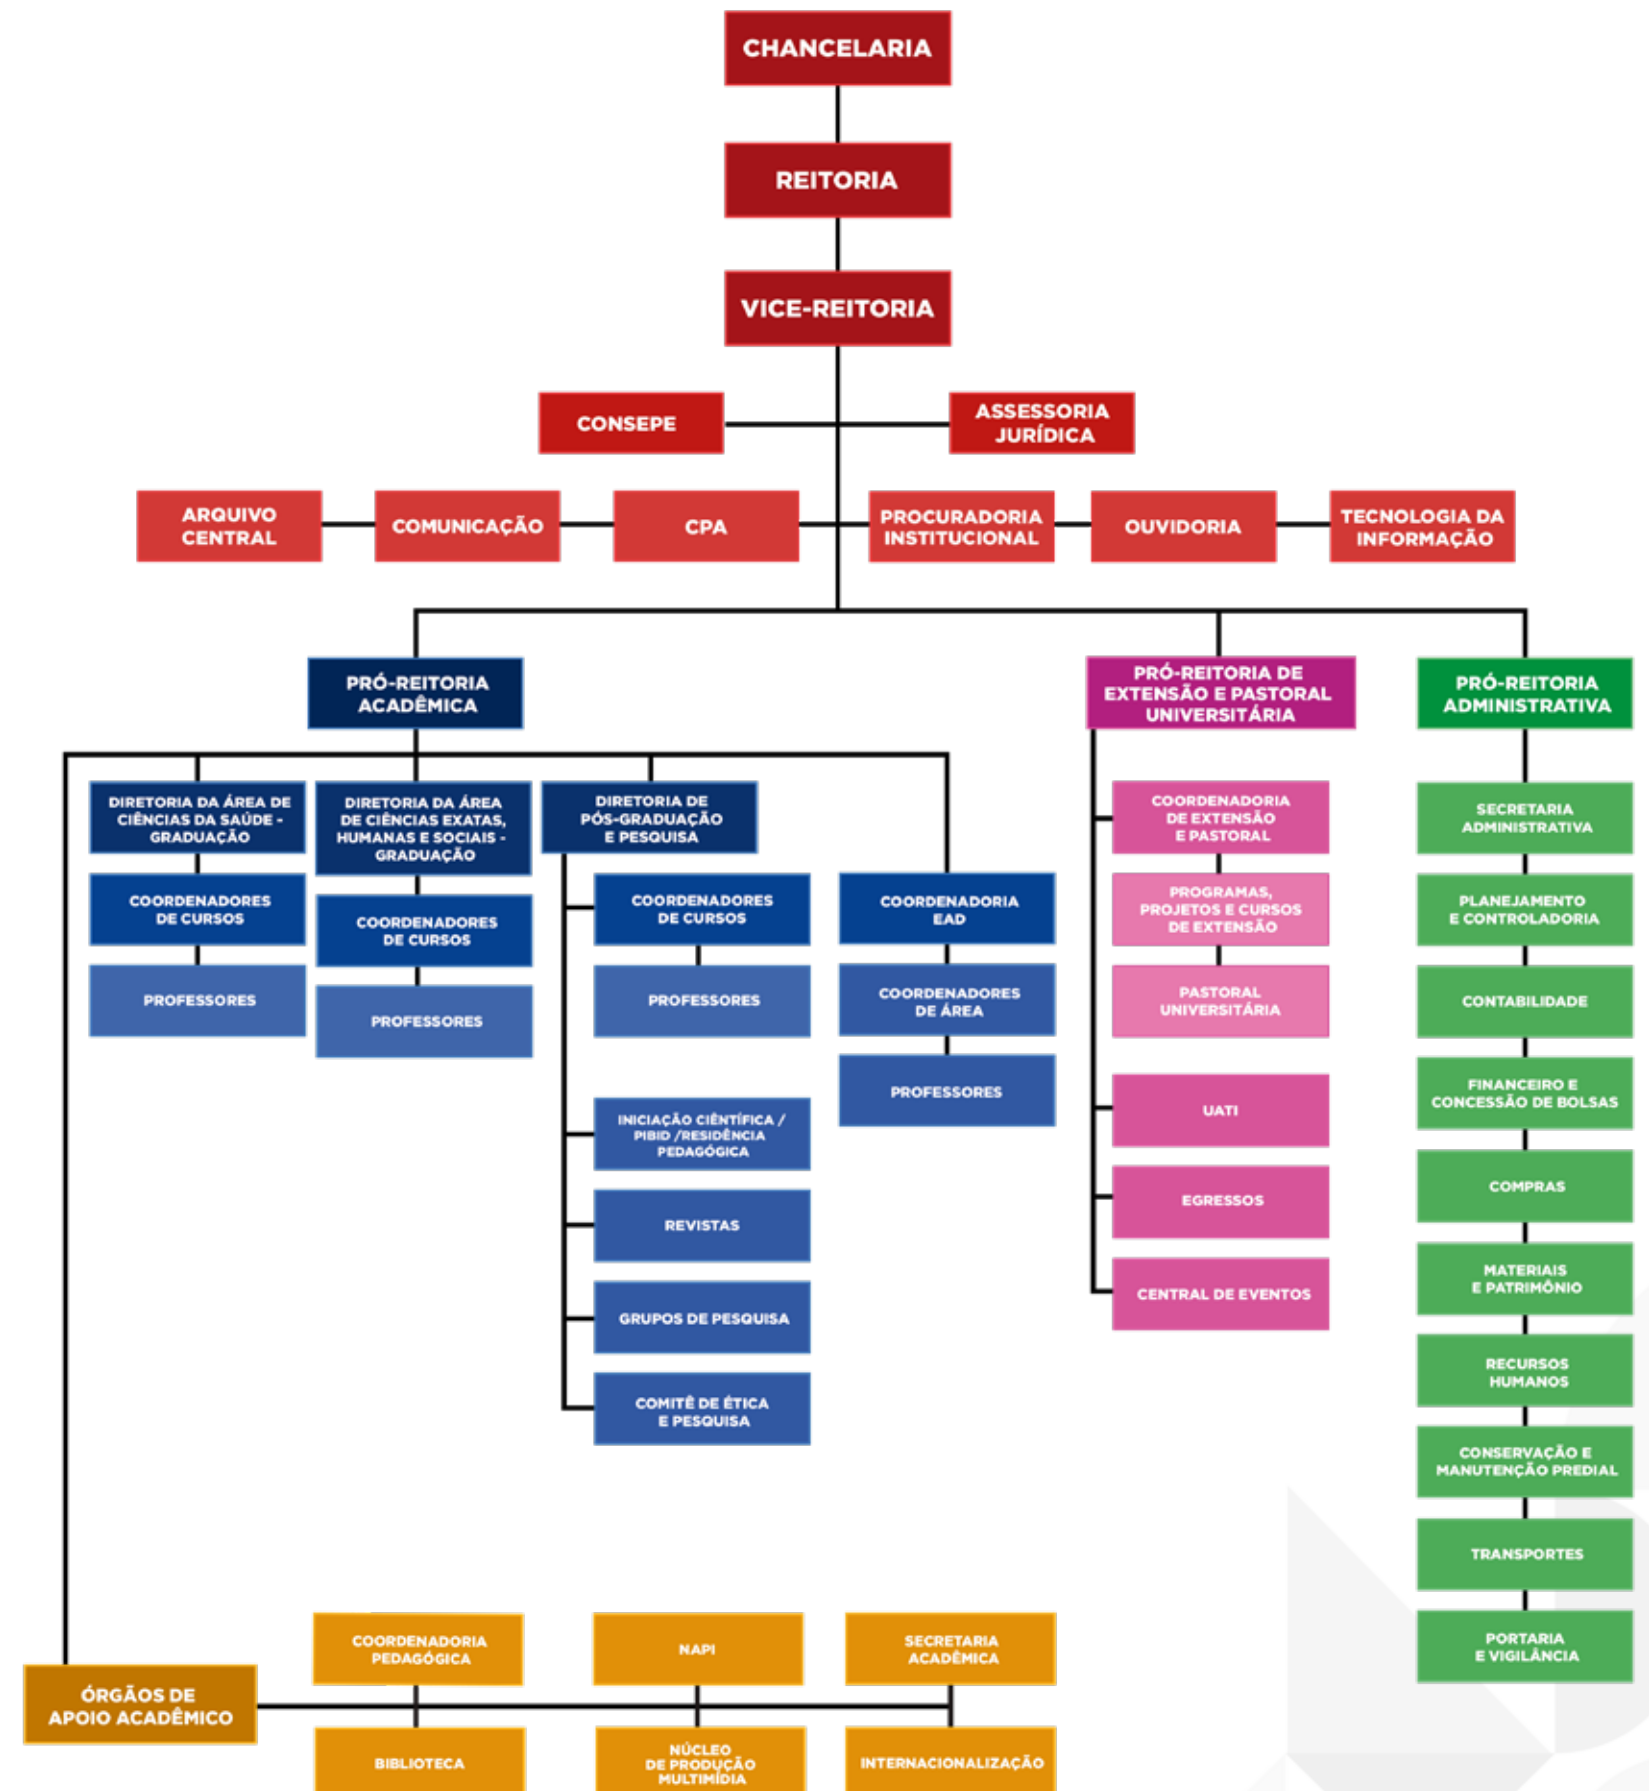 CHANCELARIA
REITORIA
VICE-REITORIA
CONSEPE
ASSESSORIA
JURÍDICA
ARQUIVO
CENTRAL
COMUNICAÇÃO
CPA
PROCURADORIA
INSTITUCIONAL
OUVIDORIA
TECNOLOGIA DA
INFORMAÇÃO
PRÓ-REITORIA
ACADÊMICA
PRÓ-REITORIA DE
EXTENSÃO E PASTORAL
UNIVERSITÁRIA
PRÓ-REITORIA
ADMINISTRATIVA
DIRETORIA DA ÁREA DE
CIÊNCIAS DA SAÚDE -
GRADUAÇÃO
COORDENADORES
DE CURSOS
PROFESSORES
DIRETORIA DA ÁREA
DE CIÊNCIAS EXATAS,
HUMANAS E SOCIAIS -
GRADUAÇÃO
COORDENADORES
DE CURSOS
PROFESSORES
DIRETORIA DE
PÓS-GRADUAÇÃO
E PESQUISA
COORDENADORES
DE CURSOS
PROFESSORES
INICIAÇÃO CIÊNTÍFICA /
PIBID /RESIDÊNCIA
PEDAGÓGICA
REVISTAS
GRUPOS DE PESQUISA
COMITÊ DE ÉTICA
E PESQUISA
COORDENADORIA
EAD
COORDENADORES
DE ÁREA
PROFESSORES
COORDENADORIA
DE EXTENSÃO
E PASTORAL
PROGRAMAS,
PROJETOS E CURSOS
DE EXTENSÃO
PASTORAL
UNIVERSITÁRIA
UATI
EGRESSOS
CENTRAL DE EVENTOS
SECRETARIA
ADMINISTRATIVA
PLANEJAMENTO
E CONTROLADORIA
CONTABILIDADE
FINANCEIRO E
CONCESSÃO DE BOLSAS
COMPRAS
MATERIAIS
E PATRIMÔNIO
RECURSOS
HUMANOS
CONSERVAÇÃO E
MANUTENÇÃO PREDIAL
TRANSPORTES
PORTARIA
E VIGILÂNCIA
ÓRGÃOS DE
APOIO ACADÊMICO
COORDENADORIA
PEDAGÓGICA
NAPI
SECRETARIA
ACADÊMICA
BIBLIOTECA
NÚCLEO
DE PRODUÇÃO
MULTIMÍDIA
INTERNACIONALIZAÇÃO